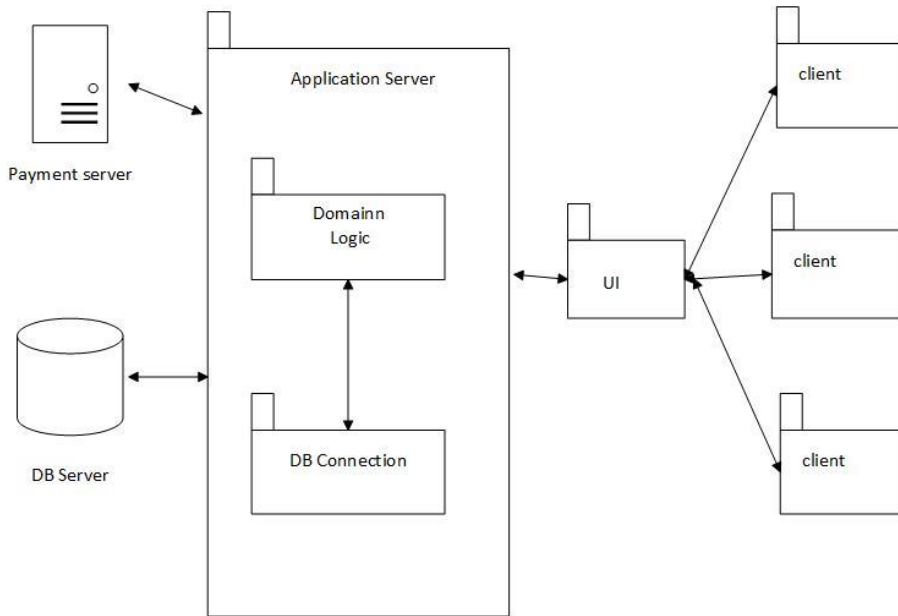 Application Server
client
Payment server
Domainn
Logic
client
UI
DB Connection
client
DB Server